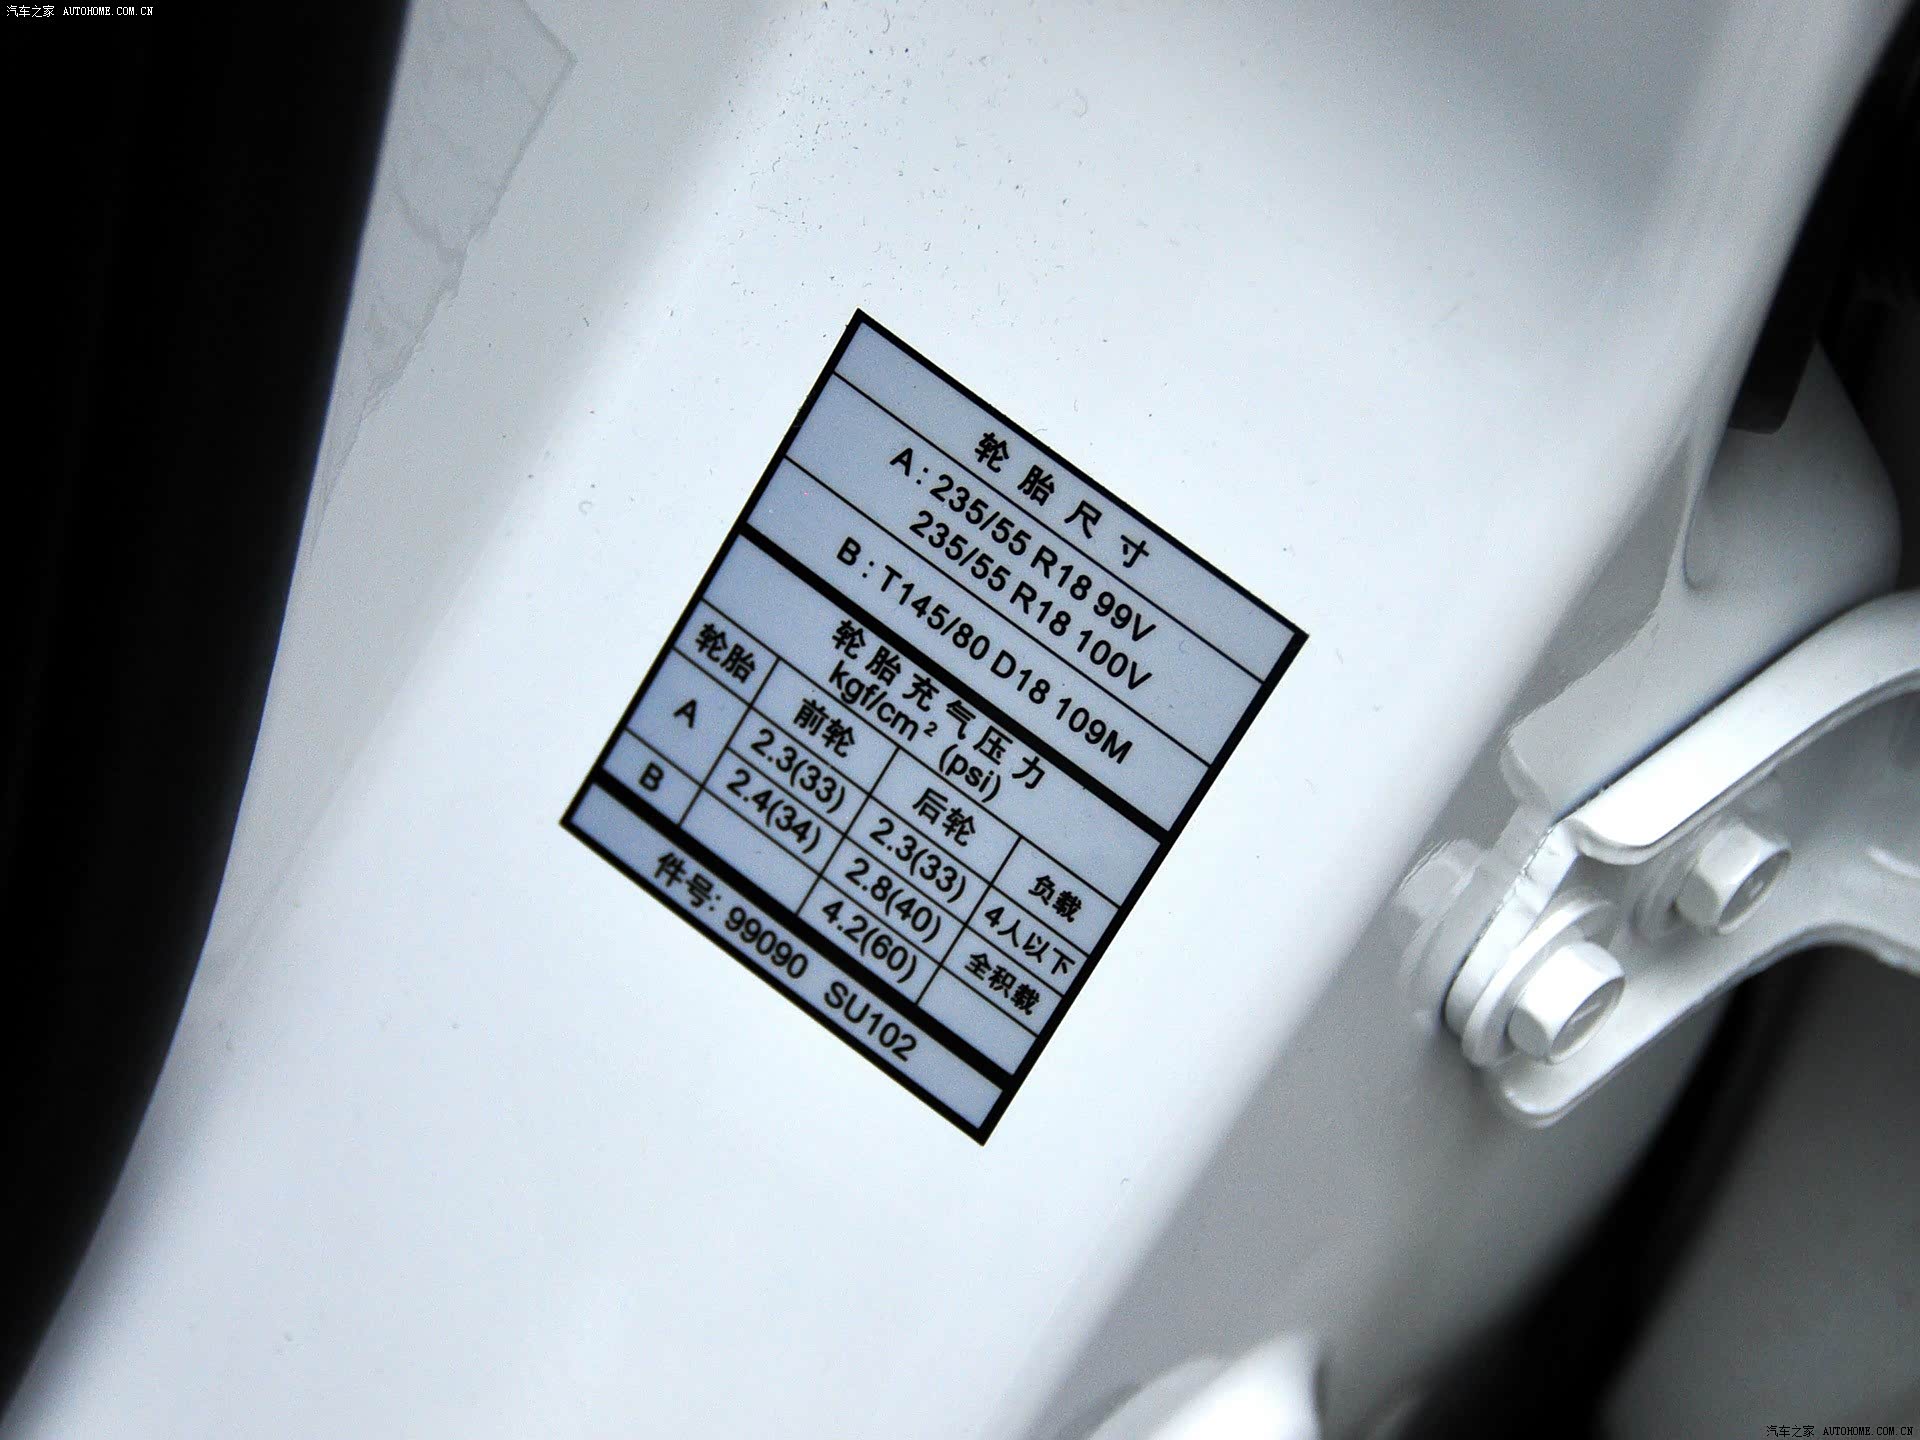 汽车之家 AUTOHOME.COM.CN
轮胎尺寸
A : 235/55 R18 99V
235/55 R18 100V
B : T145/80 D18 109M
轮胎充气压力
kgf/cm² (psi)
轮胎 前轮 后轮 负载
A 2.3(33) 2.3(33) 4人以下
2.4(34) 2.8(40) 全积载
B 4.2(60)
件号: 99090 SU102
汽车之家 AUTOHOME.COM.CN